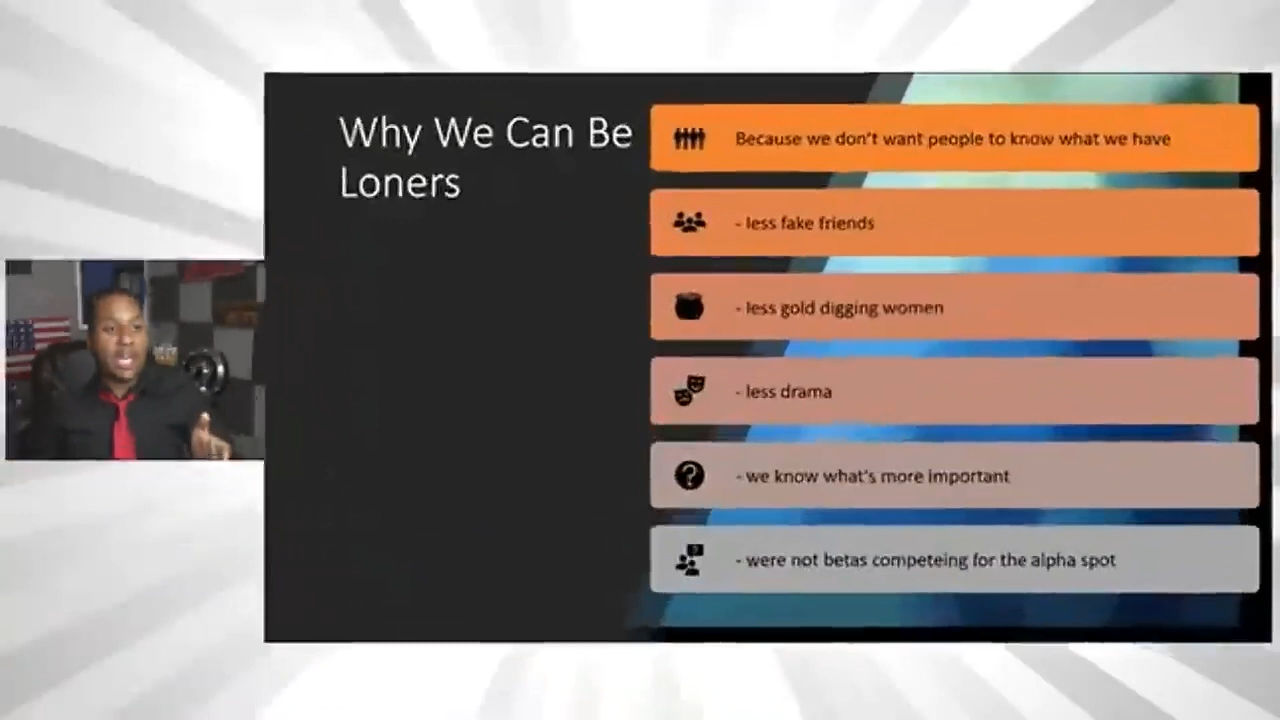 Why We Can Be
Loners
Because we don't want people to know what we have
- less fake friends
- less gold digging women
- less drama
- we know what's more important
- were not betas competeing for the alpha spot